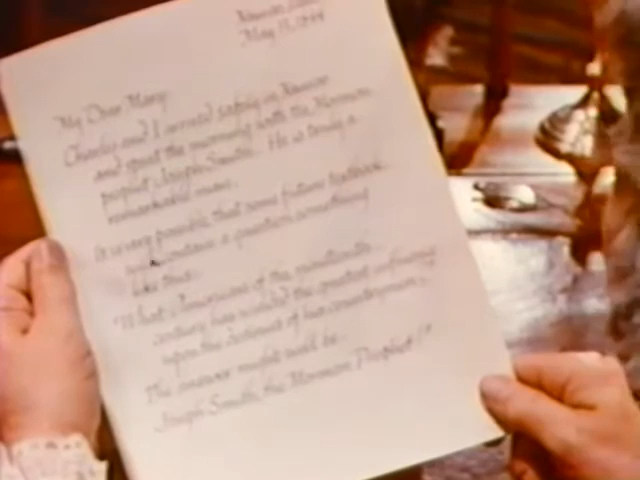 Nauvoo
May 15, 1844
My Dear Mary:
Charles and I arrived safely in Nauvoo
and spent the morning with the Mormon
prophet Joseph Smith. He is truly a
remarkable man.
It is very possible that some future textbook
will contain a question something
like this:
"What American of the nineteenth
century has wielded the greatest influence
upon the destinies of his countrymen?"
The answer might well be:
Joseph Smith, the Mormon Prophet!"